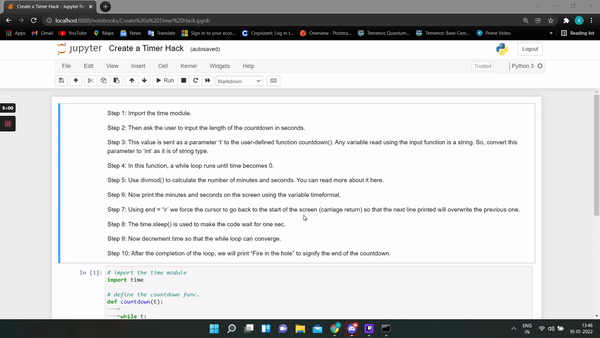 Create a Timer Hack - Jupyter N
localhost:8888/notebooks/Create%20a%20Timer%20Hack.ipynb
Apps Gmail YouTube Maps Trends Translate News Sign in to your acco... Cognizant: Log in t... Overview - Postma... Temenos Quantum... Temenos: Base Cam... Prime Video Reading list
jupyter Create a Timer Hack (autosaved) Logout
File Edit View Insert Cell Kernel Widgets Help Trusted Python 3
Run Markdown
Step 1: Import the time module.
Step 2: Then ask the user to input the length of the countdown in seconds.
Step 3: This value is sent as a parameter 't' to the user-defined function countdown(). Any variable read using the input function is a string. So, convert this
parameter to 'int' as it is of string type.
Step 4: In this function, a while loop runs until time becomes 0.
Step 5: Use divmod() to calculate the number of minutes and seconds. You can read more about it here.
Step 6: Now print the minutes and seconds on the screen using the variable timeformat.
Step 7: Using end = '\r' we force the cursor to go back to the start of the screen (carriage return) so that the next line printed will overwrite the previous one.
Step 8: The time.sleep() is used to make the code wait for one sec.
Step 9: Now decrement time so that the while loop can converge.
Step 10: After the completion of the loop, we will print "Fire in the hole" to signify the end of the countdown.
In [1]: # import the time module
import time
# define the countdown func.
def countdown(t):
while t:
ENG
IN
13:46
10-01-2022